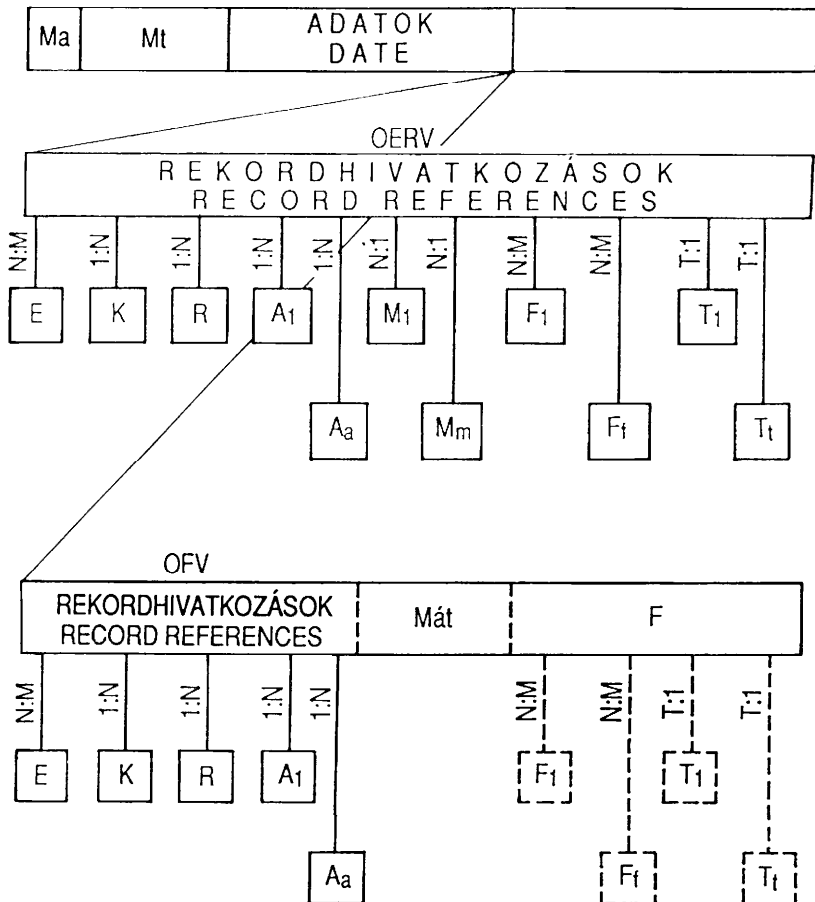 Ma Mt ADATOK
DATE
OERV
REKORDHIVATKOZÁSOK
RECORD REFERENCES
N:M 1:N 1:N 1:N 1:N N:1 N:1 N:M N:M T:1 T:1
E K R A1 M1 F1 T1
Aa Mm Ff Tt
OFV
REKORDHIVATKOZÁSOK Mát F
RECORD REFERENCES
N:M 1:N 1:N 1:N 1:N N:M N:M T:1 T:1
E K R A1 F1 T1
Aa Ff Tt